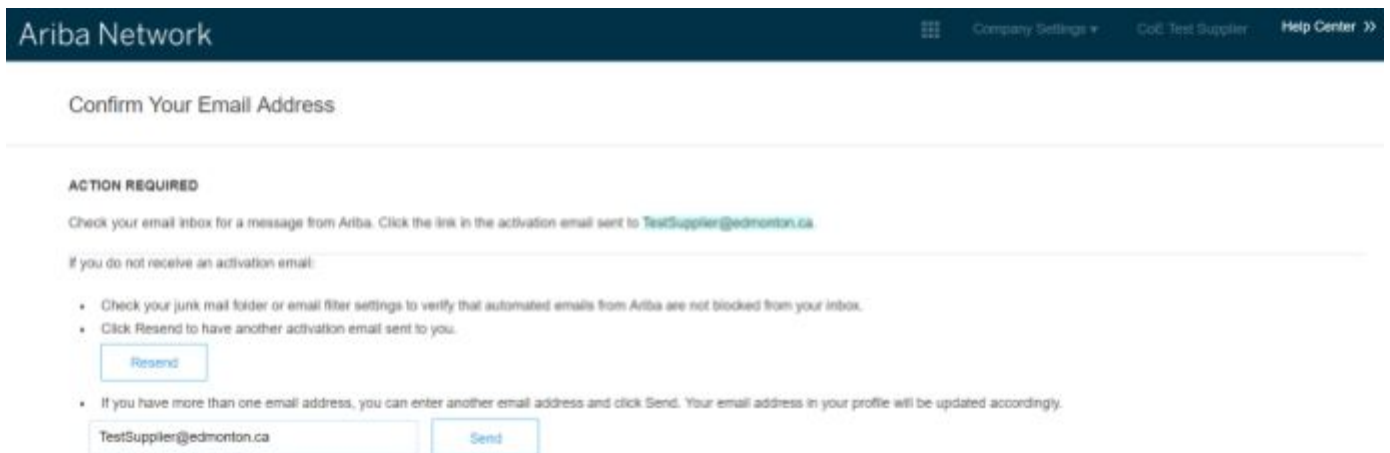 Ariba Network
Company Settings ▾
CoE Test Supplier
Help Center >>
Confirm Your Email Address
ACTION REQUIRED
Check your email inbox for a message from Ariba. Click the link in the activation email sent to TestSupplier@edmonton.ca
If you do not receive an activation email:
• Check your junk mail folder or email filter settings to verify that automated emails from Ariba are not blocked from your inbox.
• Click Resend to have another activation email sent to you.
Resend
• If you have more than one email address, you can enter another email address and click Send. Your email address in your profile will be updated accordingly.
TestSupplier@edmonton.ca
Send